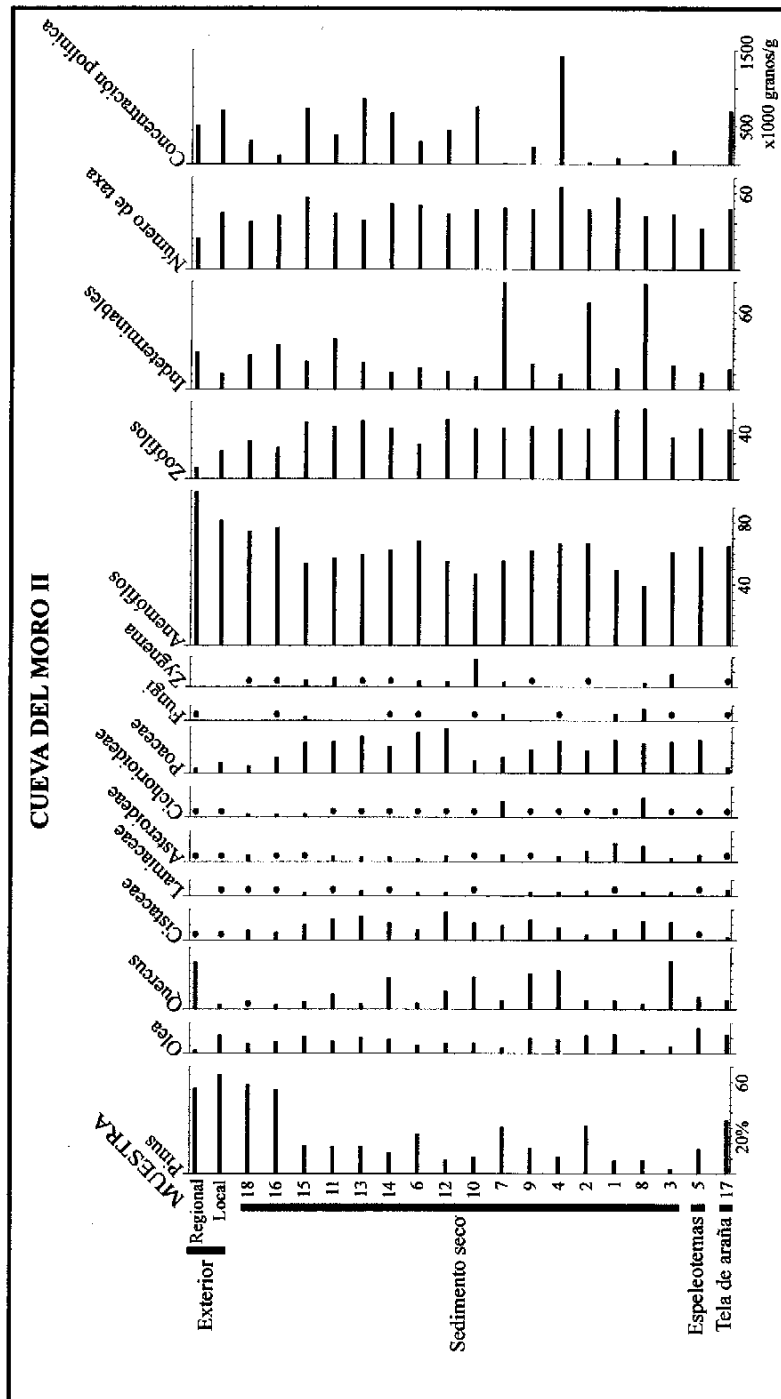 CUEVA DEL MORO II
MUESTRA
Pinus
Olea
Quercus
Cistaceae
Lamiaceae
Asteroideae
Cichorioideae
Poaceae
Fungi
Zygnema
Anemófilos
Zoófilos
Indeterminables
Número de taxa
Concentración polínica
Exterior
Regional
Local
Sedimento seco
18
16
15
11
13
14
6
12
10
7
9
4
2
1
8
3
Espeleotemas
5
Tela de araña
17
20%
60
40
80
40
60
60
500
1500
x1000 granos/g